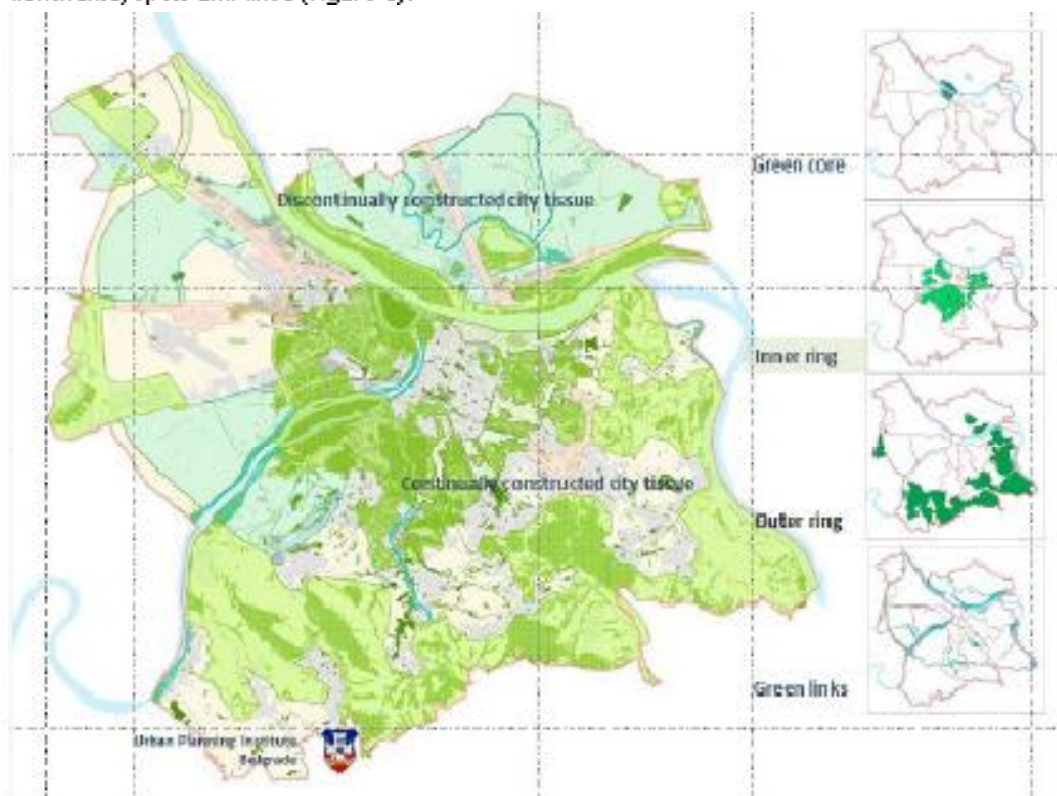 Green core
Discontinually constructed city tissue
Inner ring
Continually constructed city tissue
Outer ring
Green links
Urban Planning Institute
Belgrade